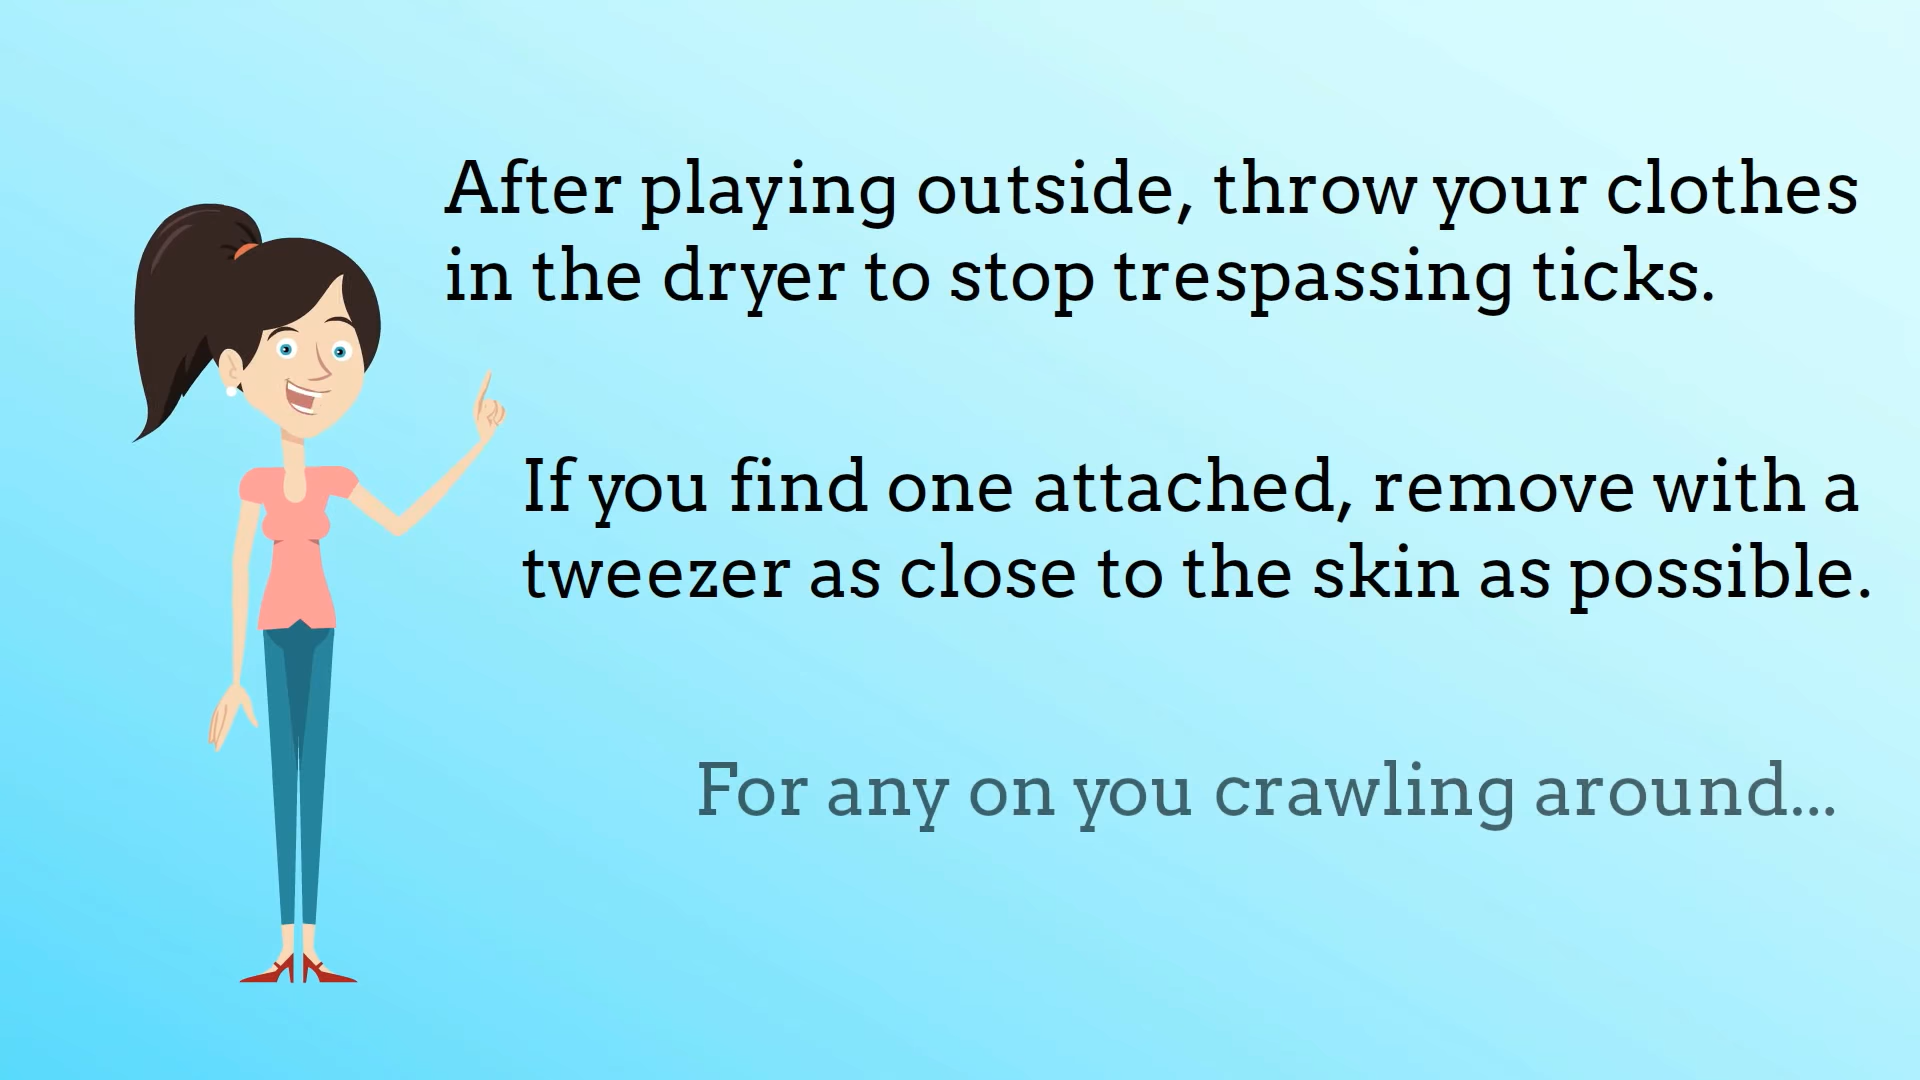 After playing outside, throw your clothes
in the dryer to stop trespassing ticks.
If you find one attached, remove with a
tweezer as close to the skin as possible.
For any on you crawling around...